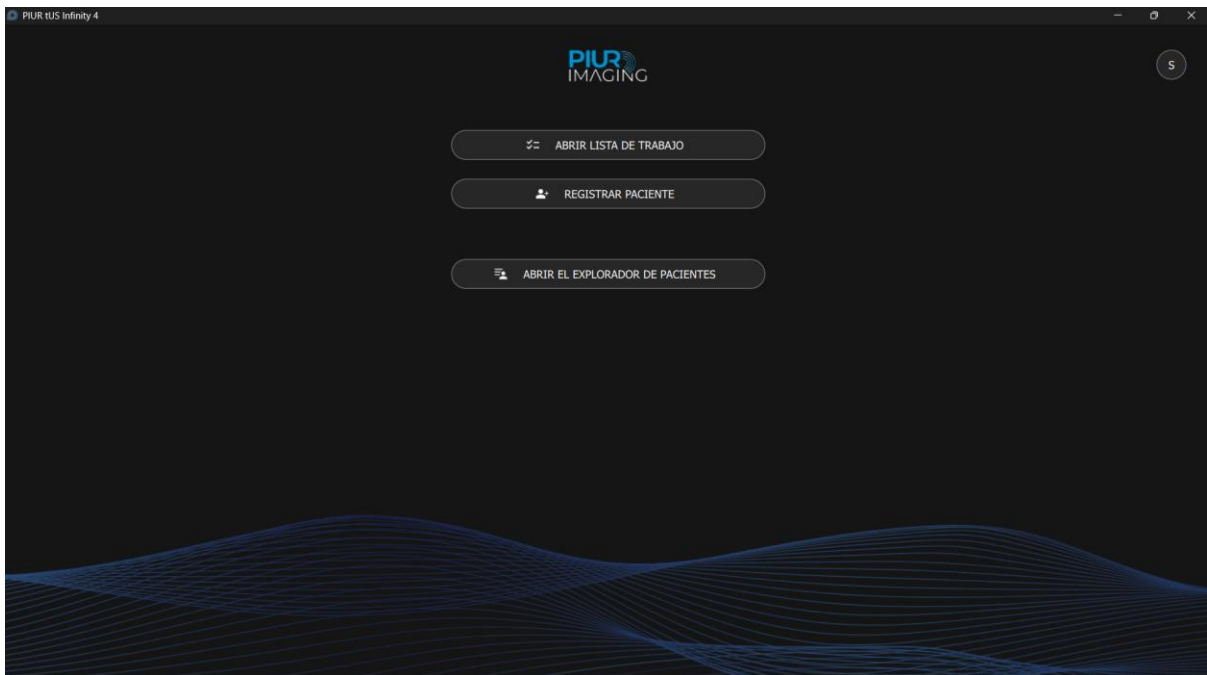 PIUR tUS Infinity 4
PIUR
IMAGING
S
ABRIR LISTA DE TRABAJO
REGISTRAR PACIENTE
ABRIR EL EXPLORADOR DE PACIENTES